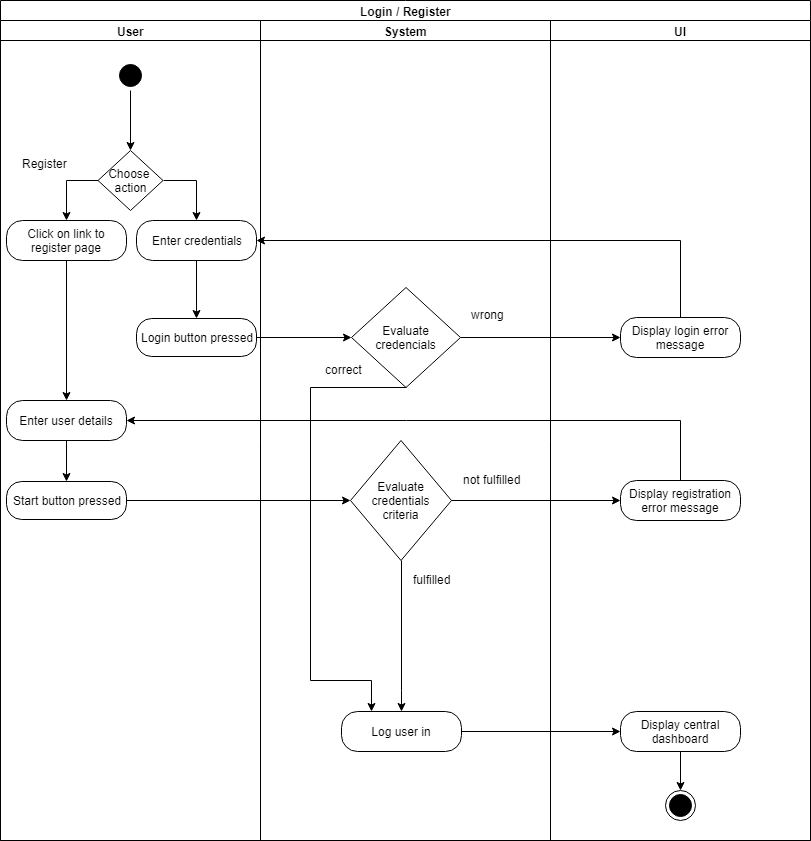 Login / Register
User
System
UI
Register
Choose
action
Click on link to
register page
Enter credentials
wrong
Login button pressed
Evaluate
credencials
Display login error
message
correct
Enter user details
not fulfilled
Start button pressed
Evaluate
credentials
criteria
Display registration
error message
fulfilled
Log user in
Display central
dashboard